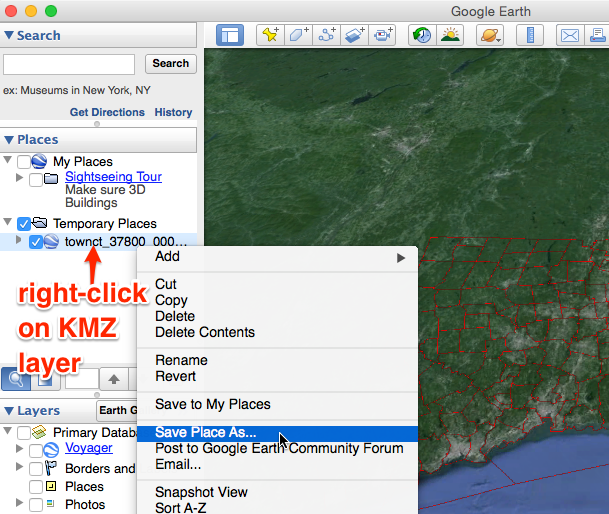 Google Earth
Search
Search
ex: Museums in New York, NY
Get Directions History
Places
My Places
Sightseeing Tour
Make sure 3D
Buildings
Temporary Places
townct_37800_000...
right-click
on KMZ
layer
Add
Cut
Copy
Delete
Delete Contents
Rename
Revert
Save to My Places
Save Place As...
Post to Google Earth Community Forum
Email...
Snapshot View
Sort A-Z
Layers
Earth G
Primary Databa
Voyager
Borders and
Places
Photos